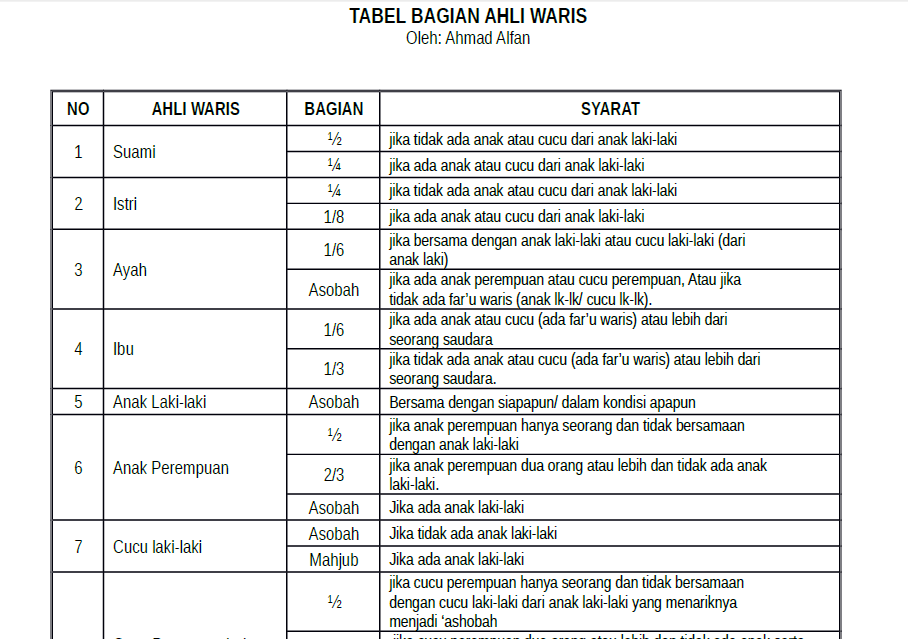 TABEL BAGIAN AHLI WARIS
Oleh: Ahmad Alfan
NO AHLI WARIS BAGIAN SYARAT
1 Suami ½ jika tidak ada anak atau cucu dari anak laki-laki
¼ jika ada anak atau cucu dari anak laki-laki
2 Istri ¼ jika tidak ada anak atau cucu dari anak laki-laki
1/8 jika ada anak atau cucu dari anak laki-laki
3 Ayah 1/6 jika bersama dengan anak laki-laki atau cucu laki-laki (dari
anak laki)
Asobah jika ada anak perempuan atau cucu perempuan, Atau jika
tidak ada far’u waris (anak lk-lk/ cucu lk-lk).
4 Ibu 1/6 jika ada anak atau cucu (ada far’u waris) atau lebih dari
seorang saudara
1/3 jika tidak ada anak atau cucu (ada far’u waris) atau lebih dari
seorang saudara.
5 Anak Laki-laki Asobah Bersama dengan siapapun/ dalam kondisi apapun
6 Anak Perempuan ½ jika anak perempuan hanya seorang dan tidak bersamaan
dengan anak laki-laki
2/3 jika anak perempuan dua orang atau lebih dan tidak ada anak
laki-laki.
Asobah Jika ada anak laki-laki
7 Cucu laki-laki Asobah Jika tidak ada anak laki-laki
Mahjub Jika ada anak laki-laki
½ jika cucu perempuan hanya seorang dan tidak bersamaan
dengan cucu laki-laki dari anak laki-laki yang menariknya
menjadi ‘ashobah